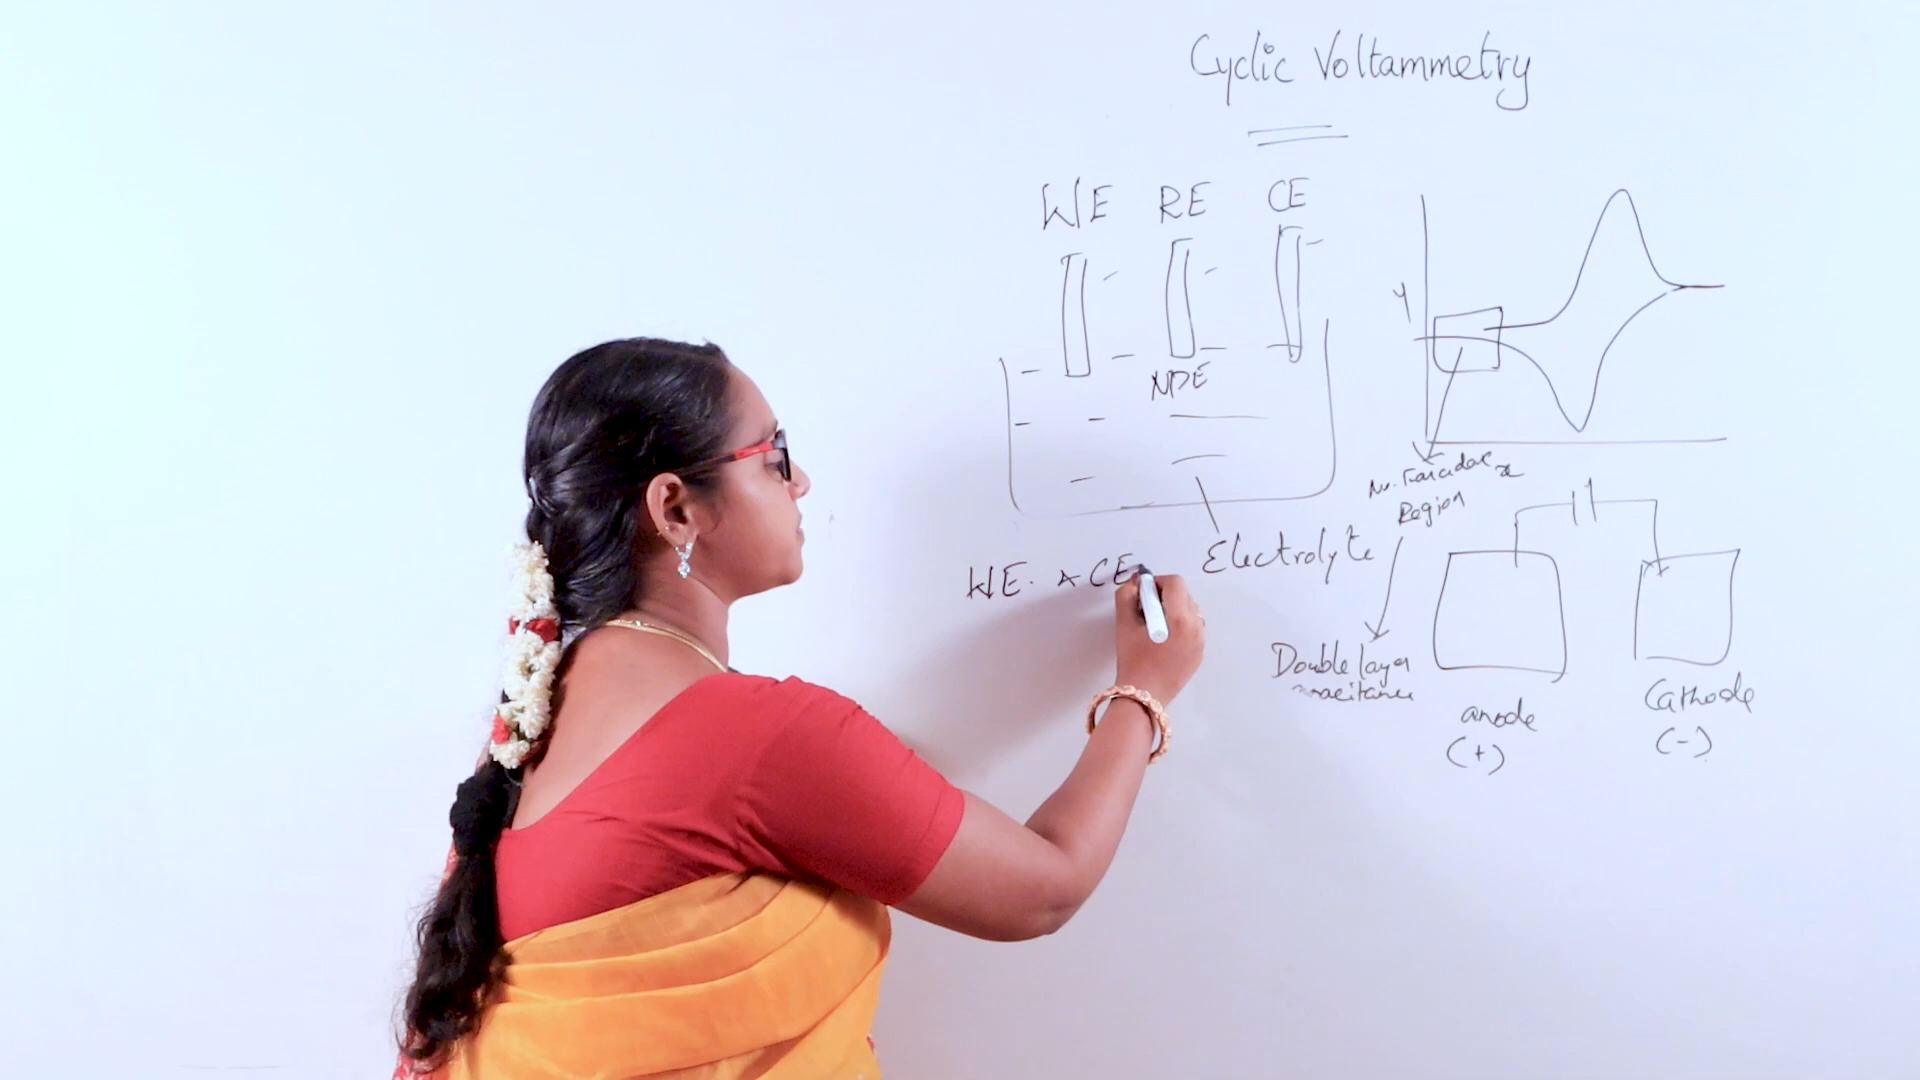 Cyclic Voltammetry
WE RE CE
NDE
Y
Region
Electrolyte
WE. & CE
Double layer
anode
(+)
Cathode
(-)